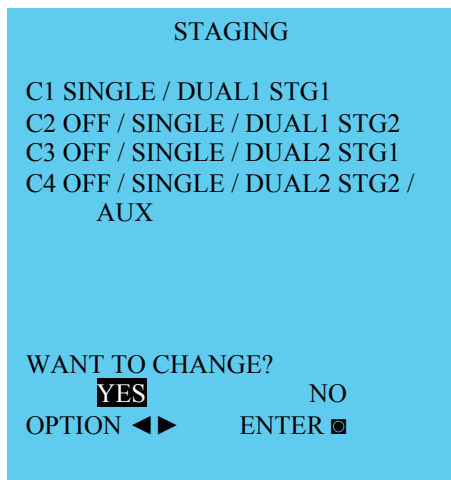 STAGING
C1 SINGLE / DUAL1 STG1
C2 OFF / SINGLE / DUAL1 STG2
C3 OFF / SINGLE / DUAL2 STG1
C4 OFF / SINGLE / DUAL2 STG2 /
AUX
WANT TO CHANGE?
YES NO
OPTION ◄► ENTER ◙